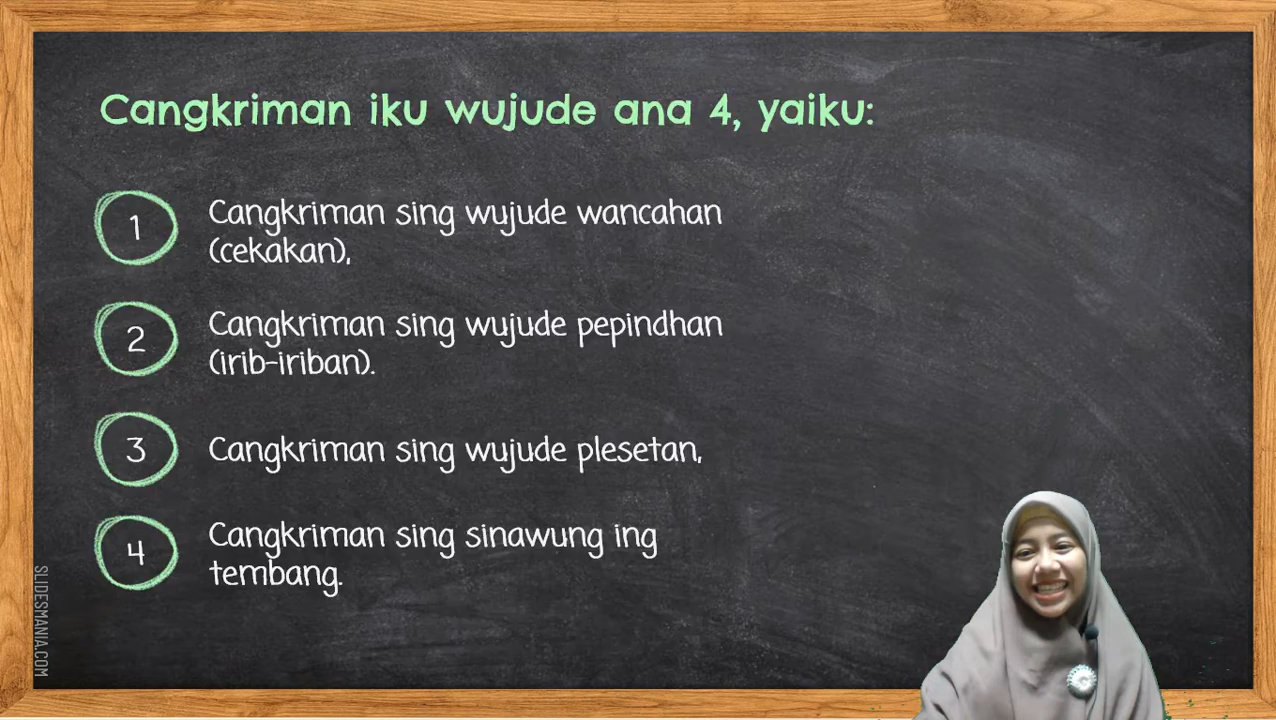 Cangkriman iku wujude ana 4, yaiku:
1
Cangkriman sing wujude wancahan
(cekakan),
2
Cangkriman sing wujude pepindhan
(irib-iriban).
3
Cangkriman sing wujude plesetan,
4
Cangkriman sing sinawung ing
tembang.
SLIDESMANIA.COM